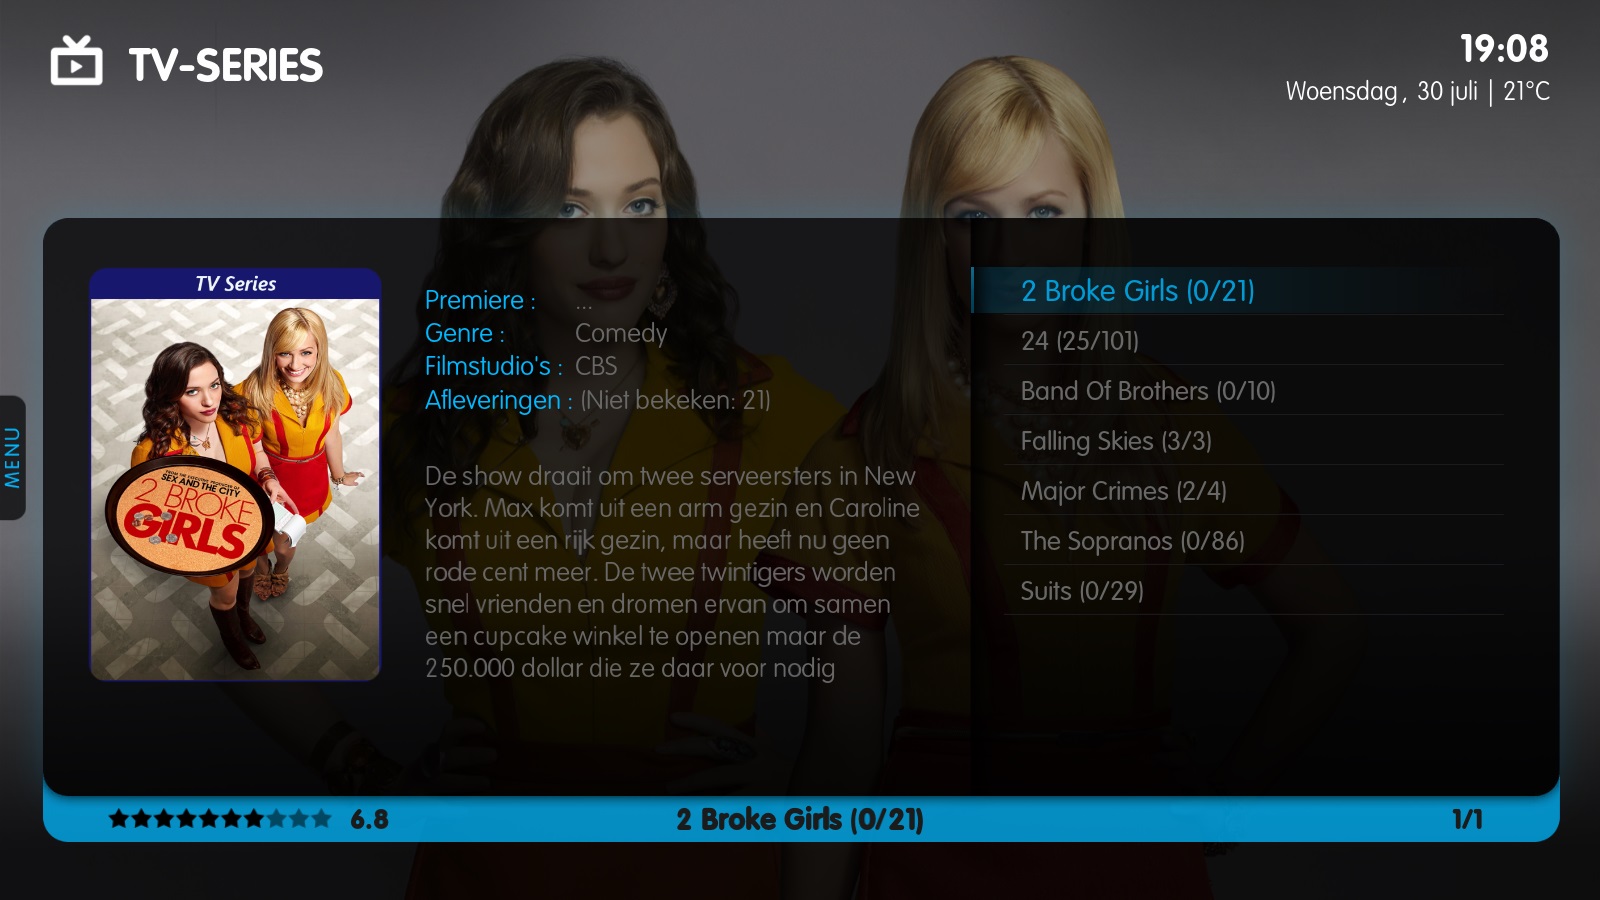 TV-SERIES
19:08
Woensdag, 30 juli | 21°C
MENU
TV Series
FROM THE EXECUTIVE PRODUCER OF
SEX AND THE CITY
2 BROKE
GIRLS
Premiere : ...
Genre : Comedy
Filmstudio's : CBS
Afleveringen : (Niet bekeken: 21)
De show draait om twee serveersters in New
York. Max komt uit een arm gezin en Caroline
komt uit een rijk gezin, maar heeft nu geen
rode cent meer. De twee twintigers worden
snel vrienden en dromen ervan om samen
een cupcake winkel te openen maar de
250.000 dollar die ze daar voor nodig
2 Broke Girls (0/21)
24 (25/101)
Band Of Brothers (0/10)
Falling Skies (3/3)
Major Crimes (2/4)
The Sopranos (0/86)
Suits (0/29)
6.8
2 Broke Girls (0/21)
1/1